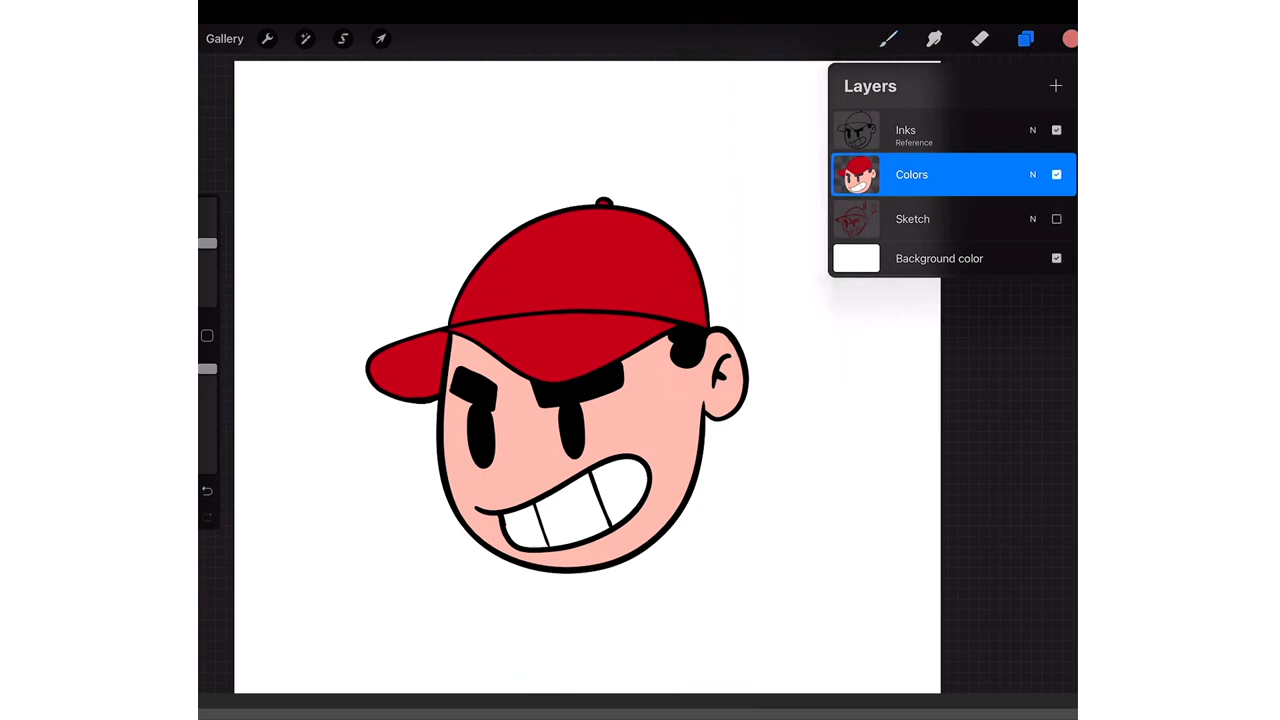 Gallery
Layers
Inks N
Reference
Colors N
Sketch N
Background color